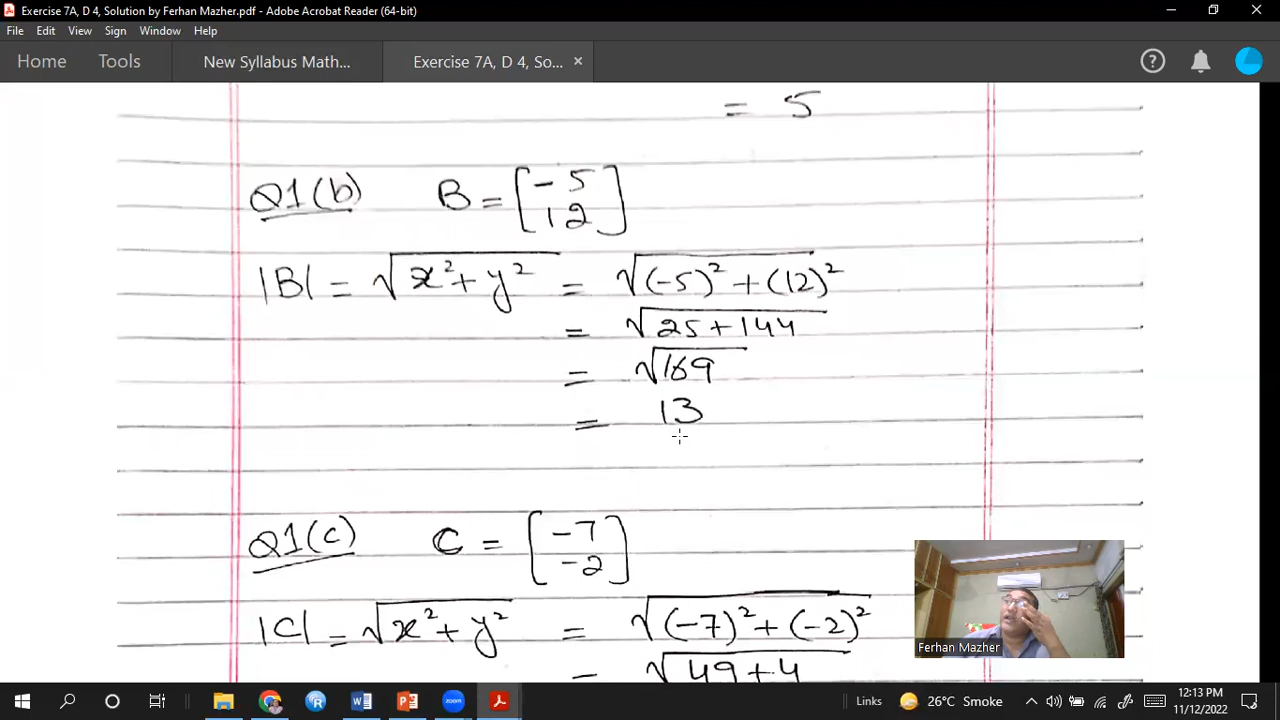 Exercise 7A, D 4, Solution by Ferhan Mazher.pdf - Adobe Acrobat Reader (64-bit)
File Edit View Sign Window Help
Home Tools New Syllabus Math... Exercise 7A, D 4, So... ×
= 5
Q1(b) B = [-5
12]
|B| = √x²+y² = √(-5)²+(12)²
= √25+144
= √169
= 13
Q1(c) C = [-7
-2]
|C| = √x²+y² = √(-7)²+(-2)²
= √49+4
Ferhan Mazher
Links 26°C Smoke 12:13 PM
11/12/2022